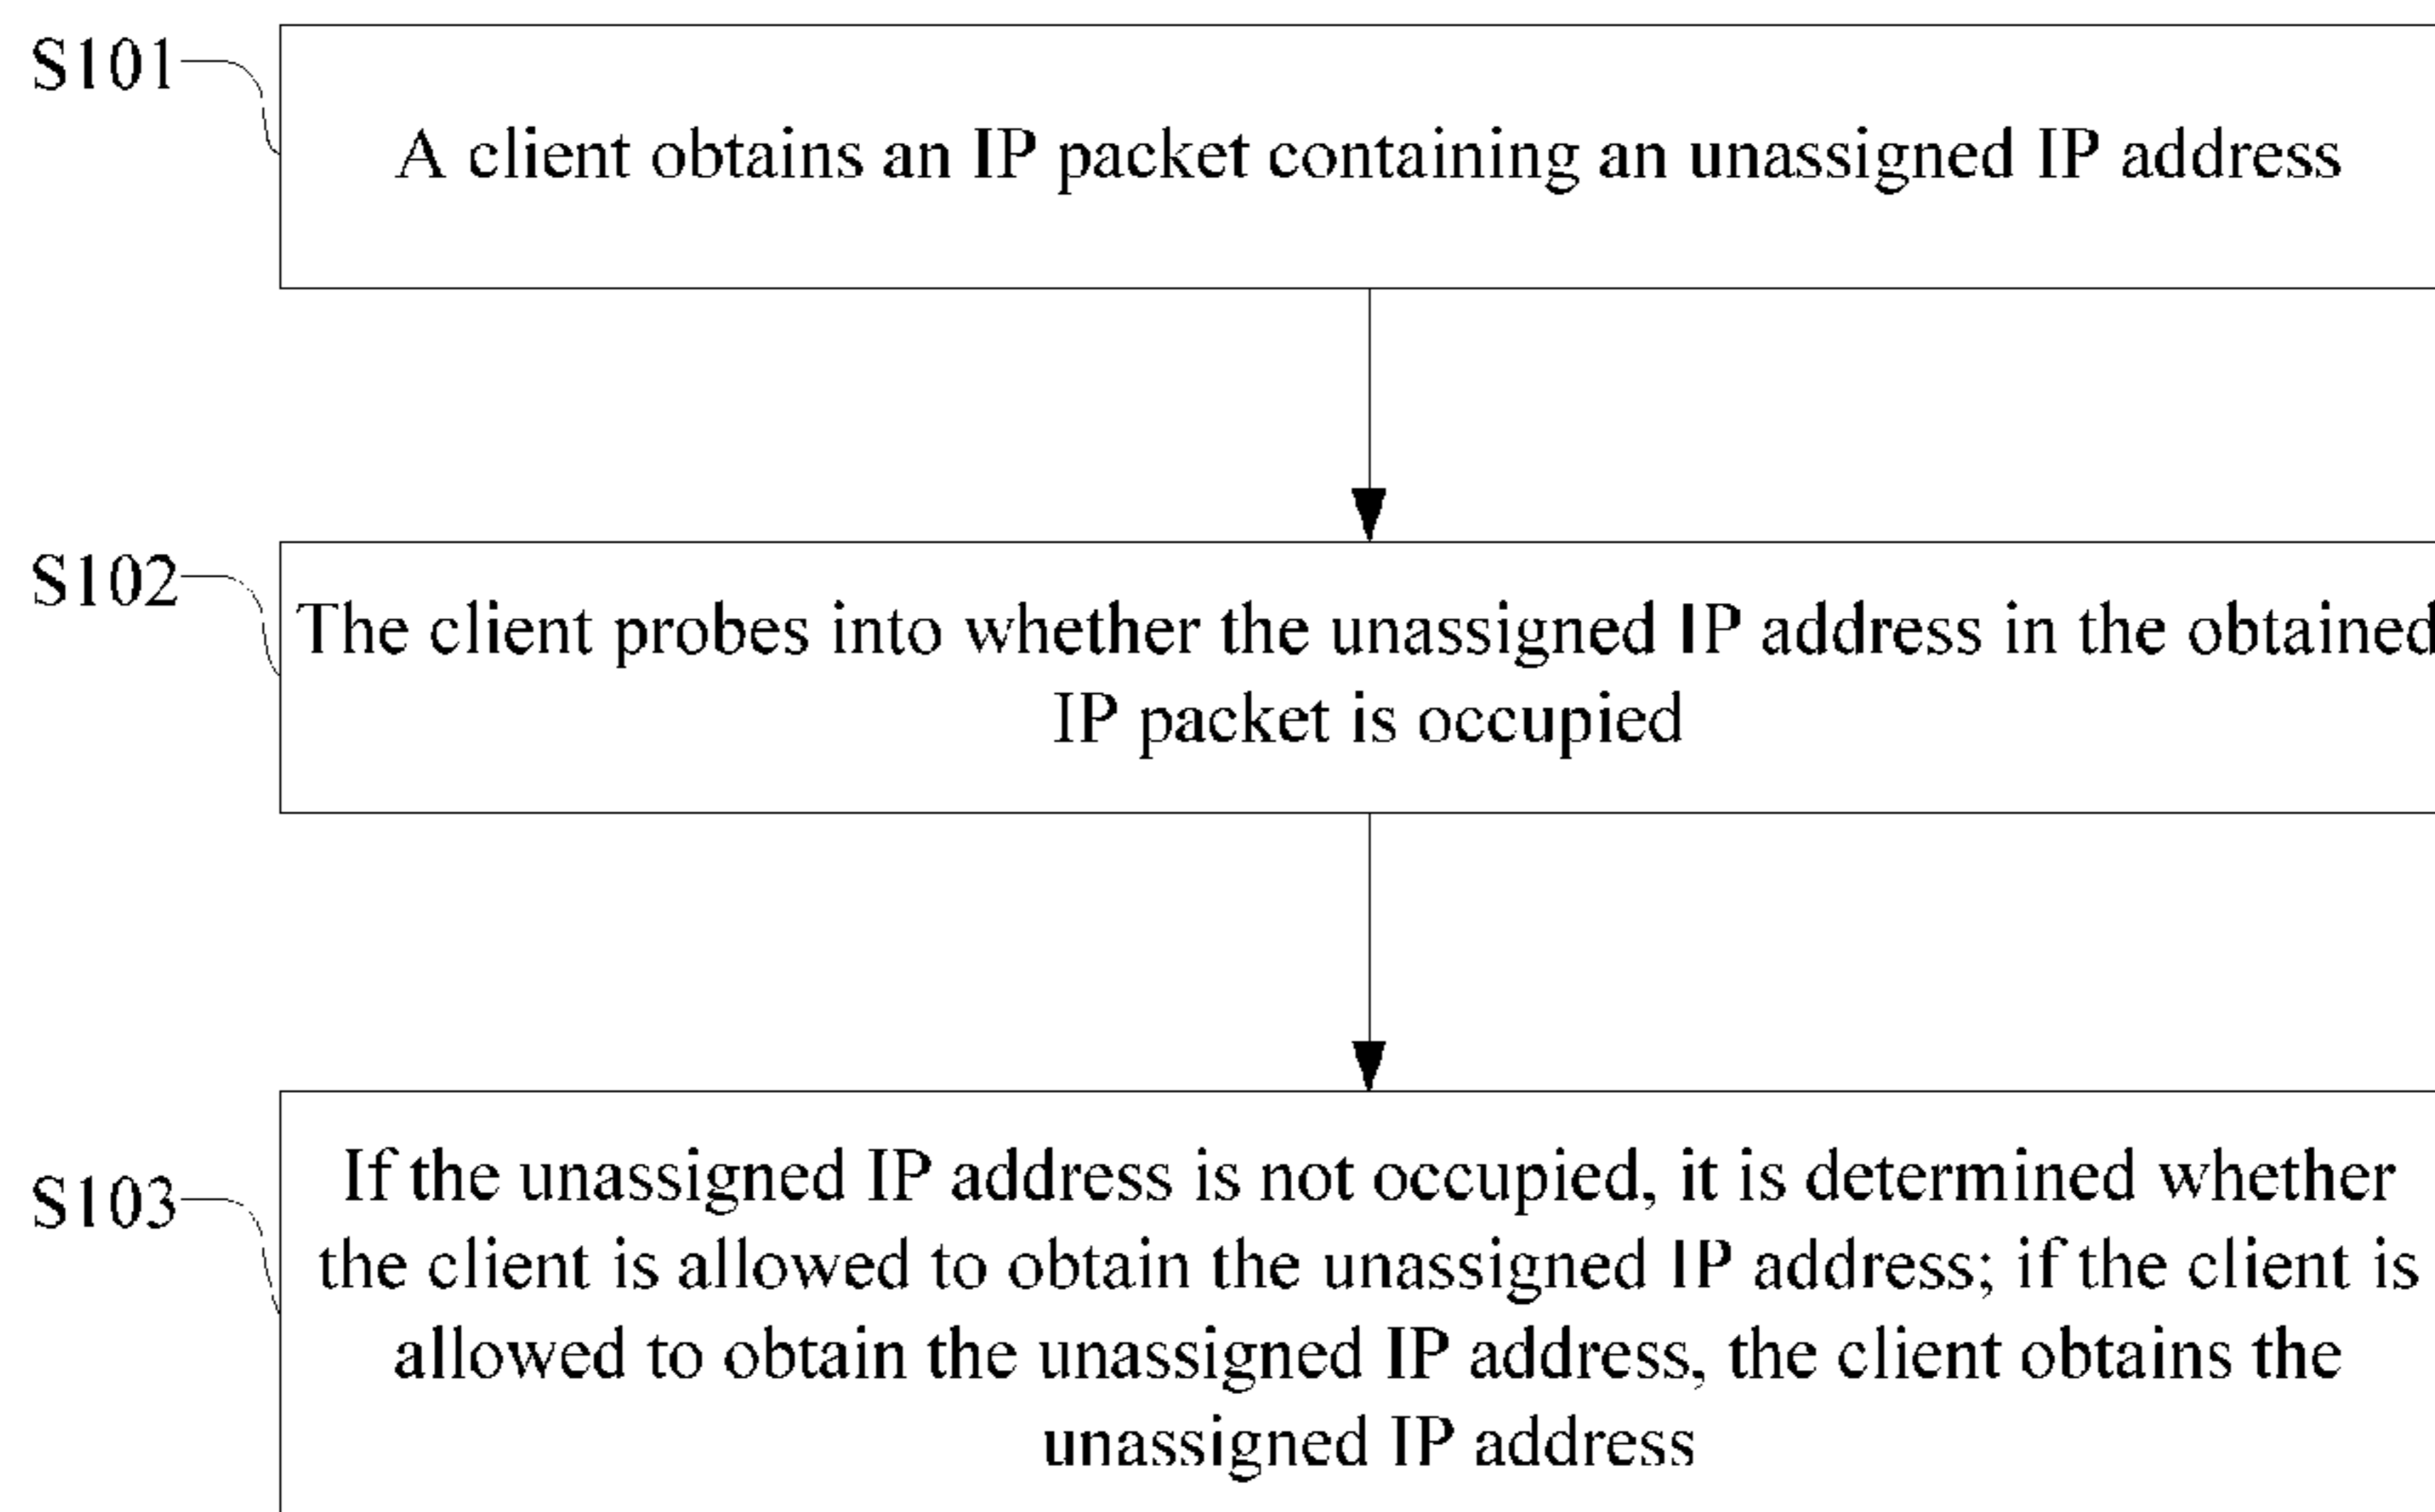 S101
A client obtains an IP packet containing an unassigned IP address
S102
The client probes into whether the unassigned IP address in the obtained
IP packet is occupied
S103
If the unassigned IP address is not occupied, it is determined whether
the client is allowed to obtain the unassigned IP address; if the client is
allowed to obtain the unassigned IP address, the client obtains the
unassigned IP address